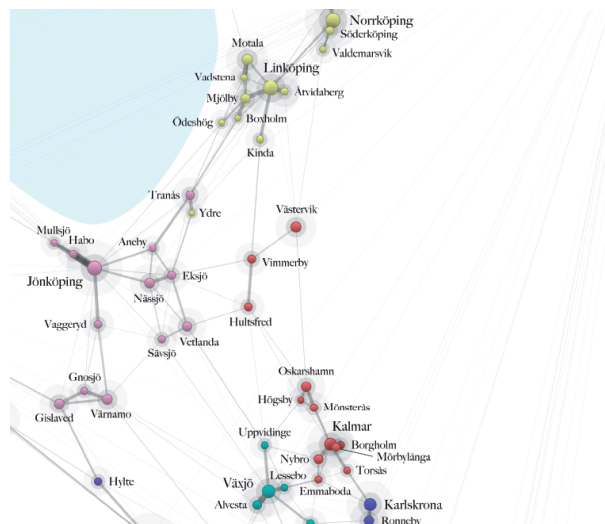 Norrköping
Söderköping
Motala
Valdemarsvik
Linköping
Vadstena
Åtvidaberg
Mjölby
Boxholm
Ödeshög
Kinda
Tranås
Ydre
Västervik
Mullsjö
Habo
Aneby
Vimmerby
Jönköping
Eksjö
Nässjö
Vaggeryd
Hultsfred
Vetlanda
Sävsjö
Oskarshamn
Gnosjö
Högsby
Mönsterås
Gislaved
Värnamo
Kalmar
Uppvidinge
Borgholm
Mörbylånga
Nybro
Torsås
Växjö
Lessebo
Hylte
Emmaboda
Alvesta
Karlskrona
Ronneby